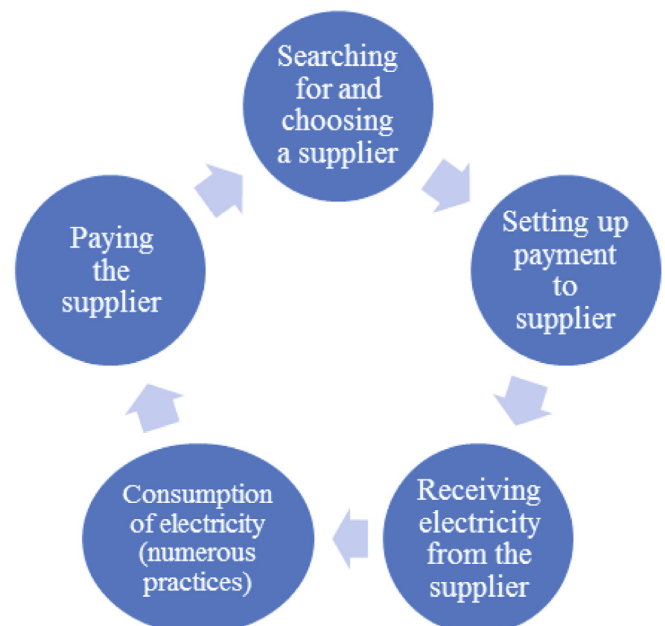 Searching
for and
choosing
a supplier
Setting up
payment
to
supplier
Receiving
electricity
from the
supplier
Consumption
of electricity
(numerous
practices)
Paying
the
supplier